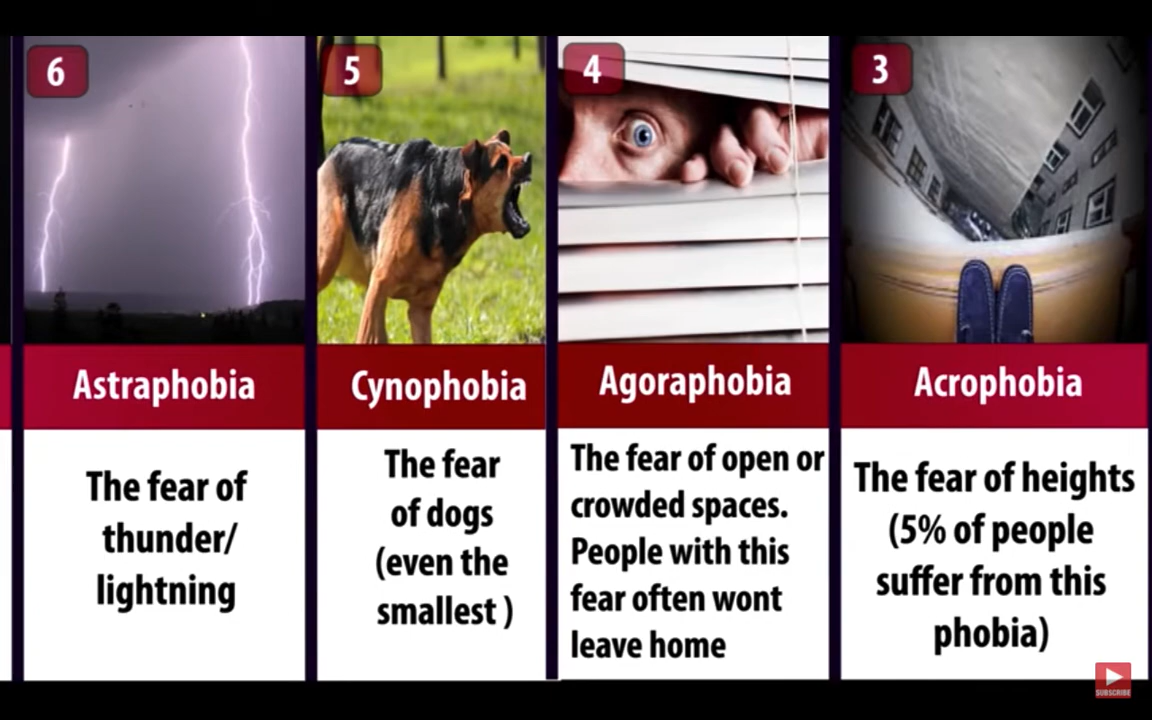 6
Astraphobia
The fear of
thunder/
lightning
5
Cynophobia
The fear
of dogs
(even the
smallest )
4
Agoraphobia
The fear of open or
crowded spaces.
People with this
fear often wont
leave home
3
Acrophobia
The fear of heights
(5% of people
suffer from this
phobia)
SUBSCRIBE